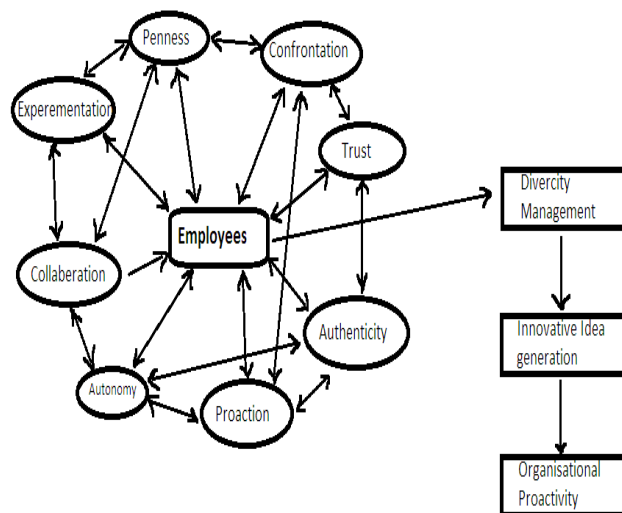 Penness
Confrontation
Experementation
Trust
Divercity
Management
Employees
Collaberation
Authenticity
Innovative Idea
generation
Autonomy
Proaction
Organisational
Proactivity